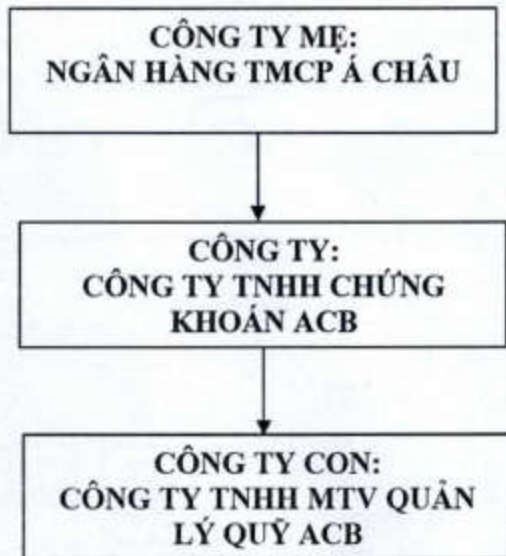 CÔNG TY MẸ:
NGÂN HÀNG TMCP Á CHÂU
CÔNG TY:
CÔNG TY TNHH CHỨNG
KHOÁN ACB
CÔNG TY CON:
CÔNG TY TNHH MTV QUẢN
LÝ QUỸ ACB